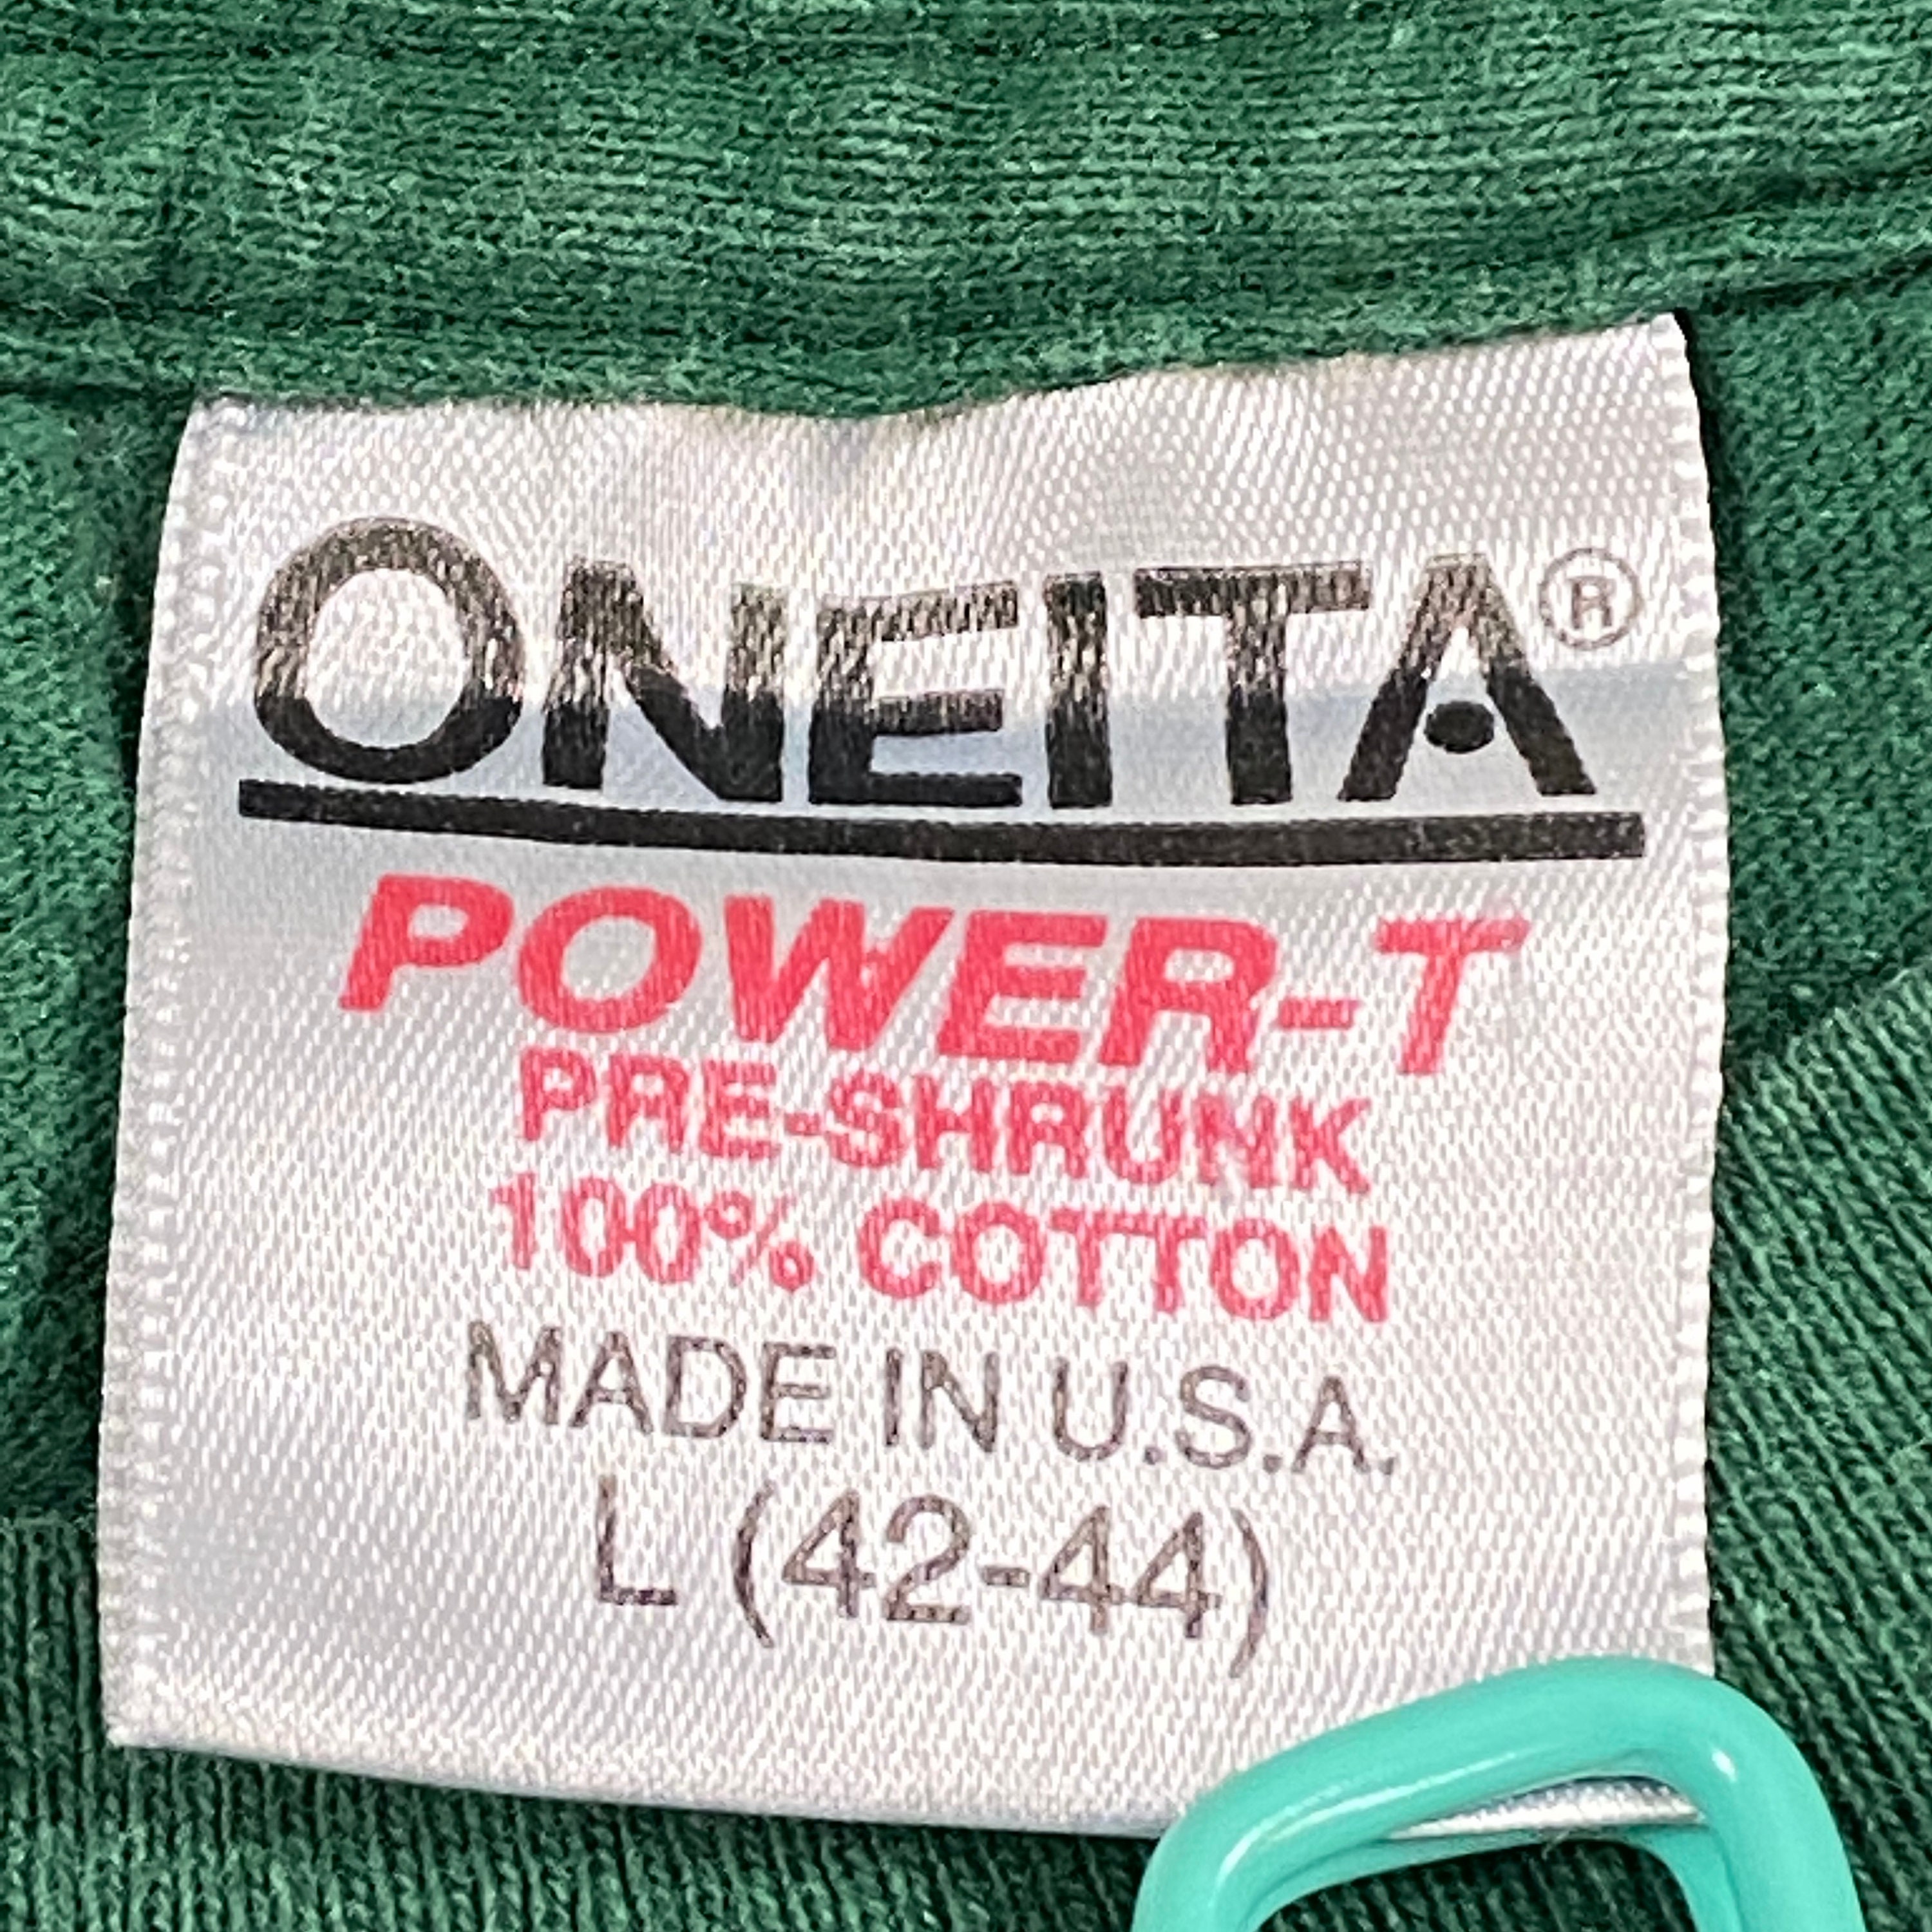 ONEITA®
POWER-T
PRE-SHRUNK
100% COTTON
MADE IN U.S.A.
L (42-44)